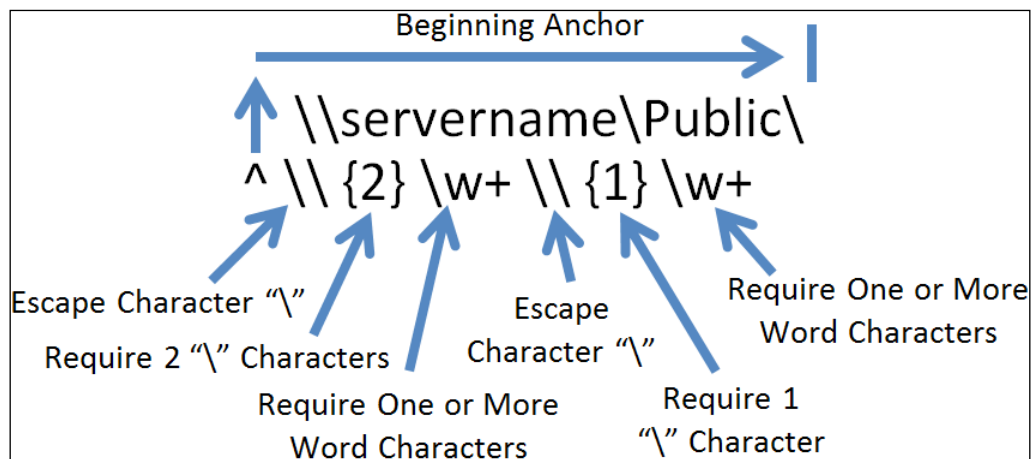 Beginning Anchor
\\servername\Public\
^ \\ {2} \w+ \\ {1} \w+
Escape Character “\”
Require 2 “\” Characters
Require One or More
Word Characters
Escape
Character “\”
Require 1
“\” Character
Require One or More
Word Characters